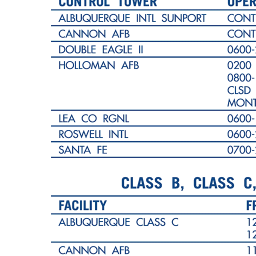 CONTROL TOWER OPER
ALBUQUERQUE INTL SUNPORT CONT
CANNON AFB CONT
DOUBLE EAGLE II 0600-
HOLLOMAN AFB 0200
0800-
CLSD
MONT
LEA CO RGNL 0600-
ROSWELL INTL 0600-
SANTA FE 0700-
CLASS B, CLASS C,
FACILITY FR
ALBUQUERQUE CLASS C 12
12
CANNON AFB 11